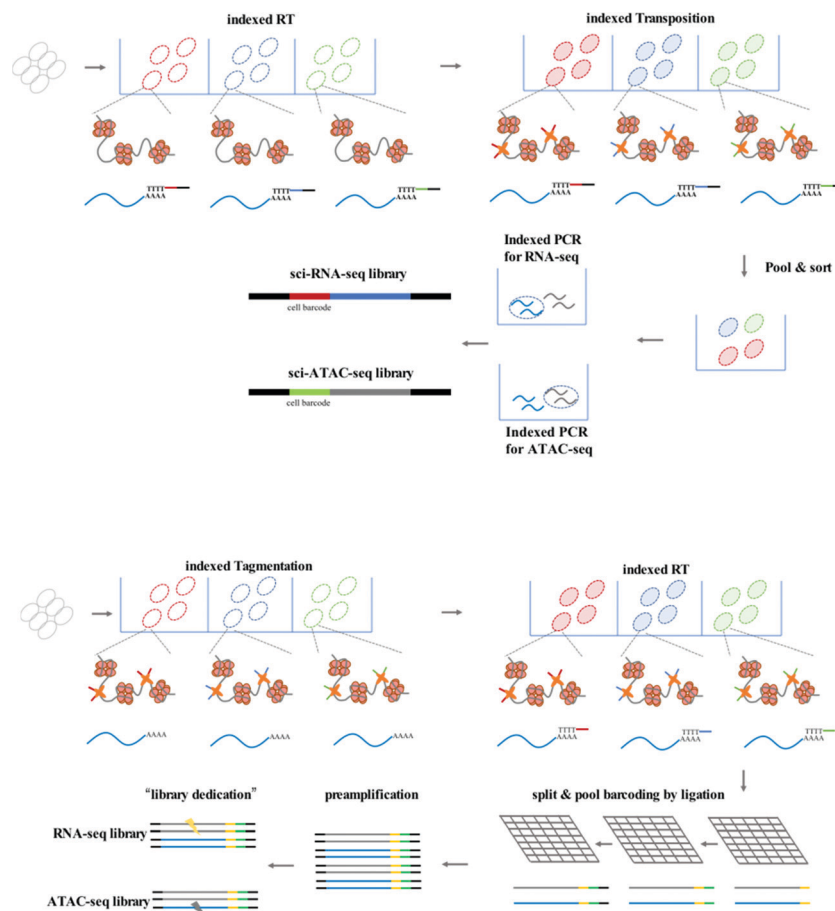 indexed RT
indexed Transposition
TTTT
AAAA
TTTT
AAAA
TTTT
AAAA
TTTT
AAAA
TTTT
AAAA
TTTT
AAAA
Indexed PCR
for RNA-seq
Pool & sort
sci-RNA-seq library
cell barcode
sci-ATAC-seq library
cell barcode
Indexed PCR
for ATAC-seq
indexed Tagmentation
indexed RT
AAAA
AAAA
AAAA
TTTT
AAAA
TTTT
AAAA
TTTT
AAAA
“library dedication”
preamplification
split & pool barcoding by ligation
RNA-seq library
ATAC-seq library